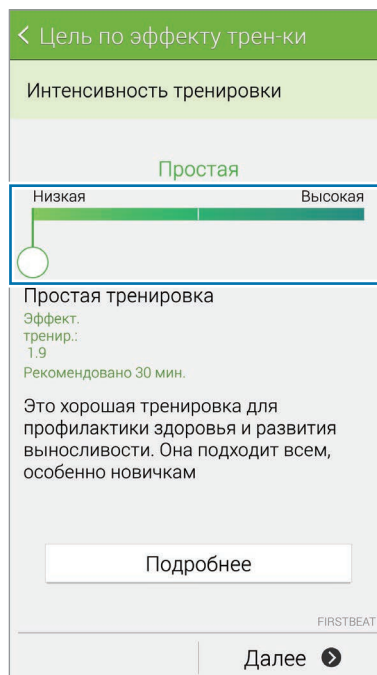 Цель по эффекту трен-ки
Интенсивность тренировки
Простая
Низкая Высокая
Простая тренировка
Эффект.
тренир.:
1.9
Рекомендовано 30 мин.
Это хорошая тренировка для
профилактики здоровья и развития
выносливости. Она подходит всем,
особенно новичкам
Подробнее
FIRSTBEAT
Далее